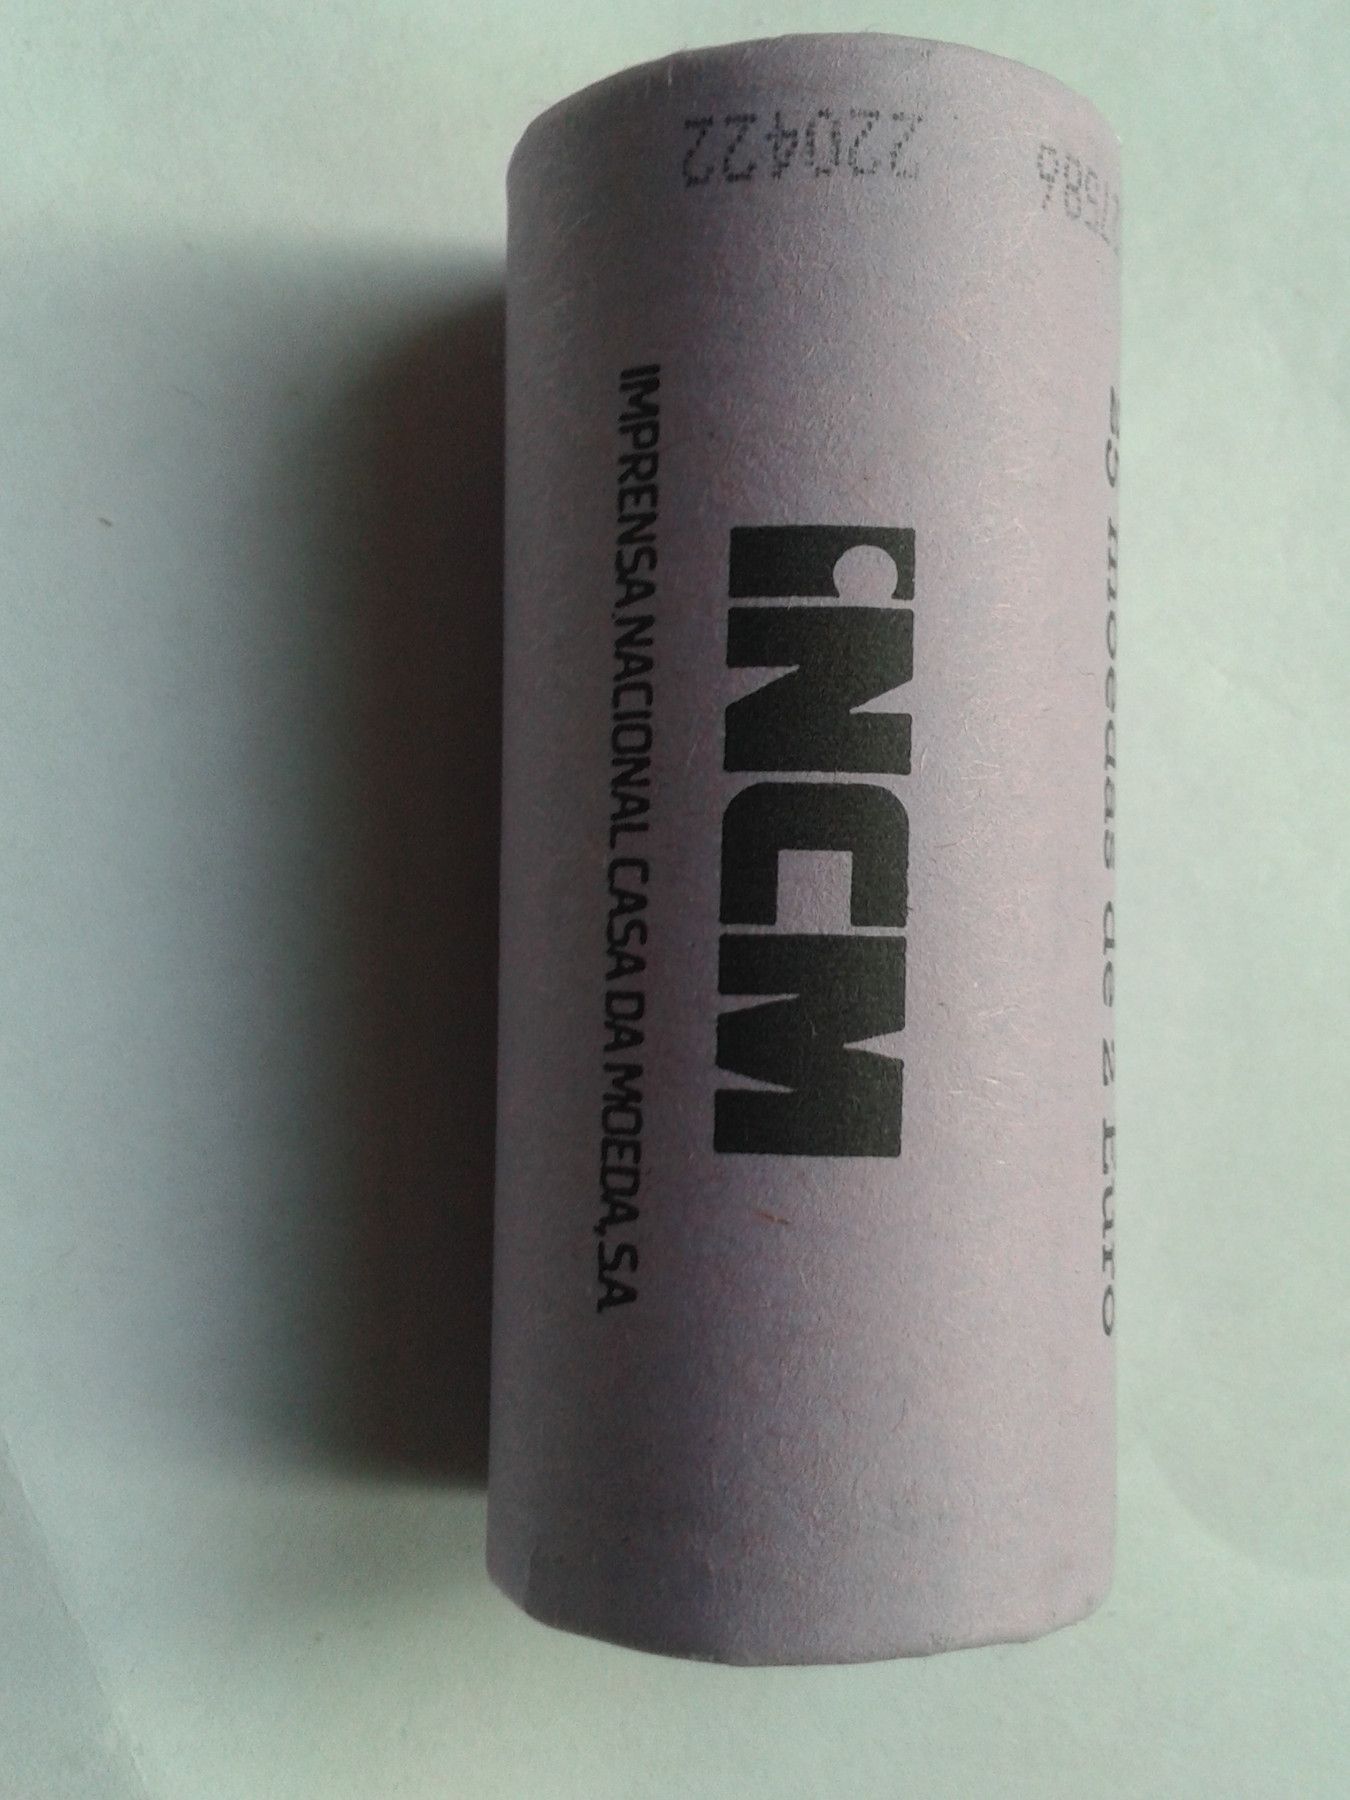 220422
INCM
IMPRENSA NACIONAL CASA DA MOEDA, SA
25 moedas de 2 Euro